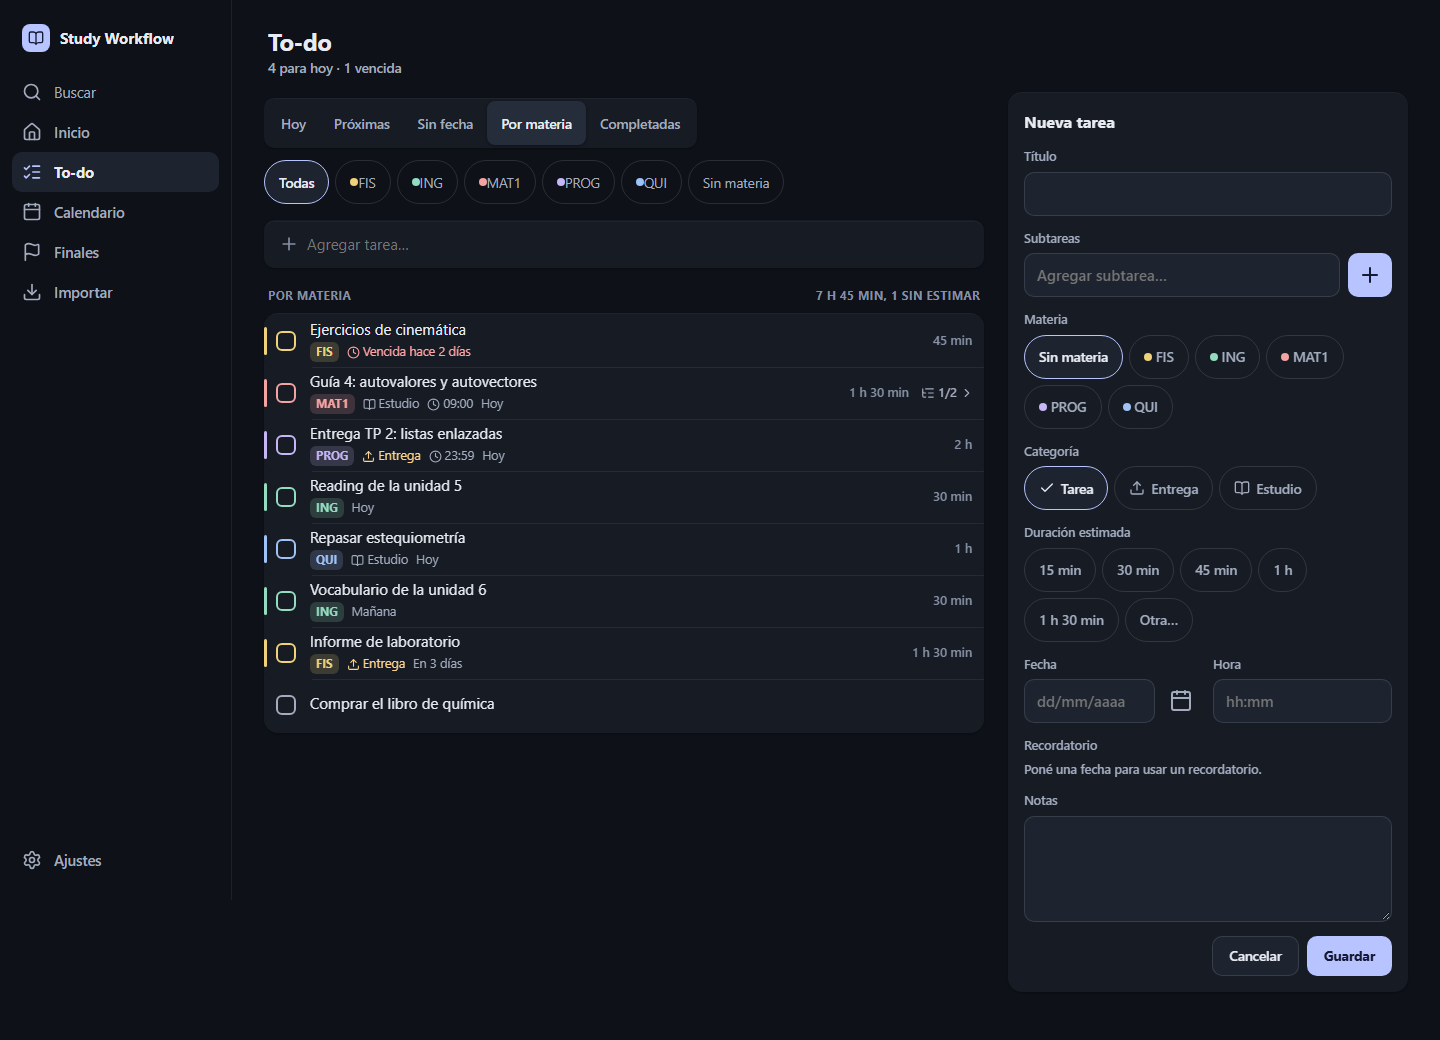 Study Workflow
Buscar
Inicio
To-do
Calendario
Finales
Importar
Ajustes
To-do
4 para hoy · 1 vencida
Hoy Próximas Sin fecha Por materia Completadas
Todas FIS ING MAT1 PROG QUI Sin materia
Agregar tarea...
POR MATERIA 7 H 45 MIN, 1 SIN ESTIMAR
Ejercicios de cinemática
FIS Vencida hace 2 días 45 min
Guía 4: autovalores y autovectores
MAT1 Estudio 09:00 Hoy 1 h 30 min 1/2
Entrega TP 2: listas enlazadas
PROG Entrega 23:59 Hoy 2 h
Reading de la unidad 5
ING Hoy 30 min
Repasar estequiometría
QUI Estudio Hoy 1 h
Vocabulario de la unidad 6
ING Mañana 30 min
Informe de laboratorio
FIS Entrega En 3 días 1 h 30 min
Comprar el libro de química
Nueva tarea
Título
Subtareas
Agregar subtarea...
Materia
Sin materia FIS ING MAT1
PROG QUI
Categoría
Tarea Entrega Estudio
Duración estimada
15 min 30 min 45 min 1 h
1 h 30 min Otra...
Fecha Hora
dd/mm/aaaa hh:mm
Recordatorio
Poné una fecha para usar un recordatorio.
Notas
Cancelar Guardar